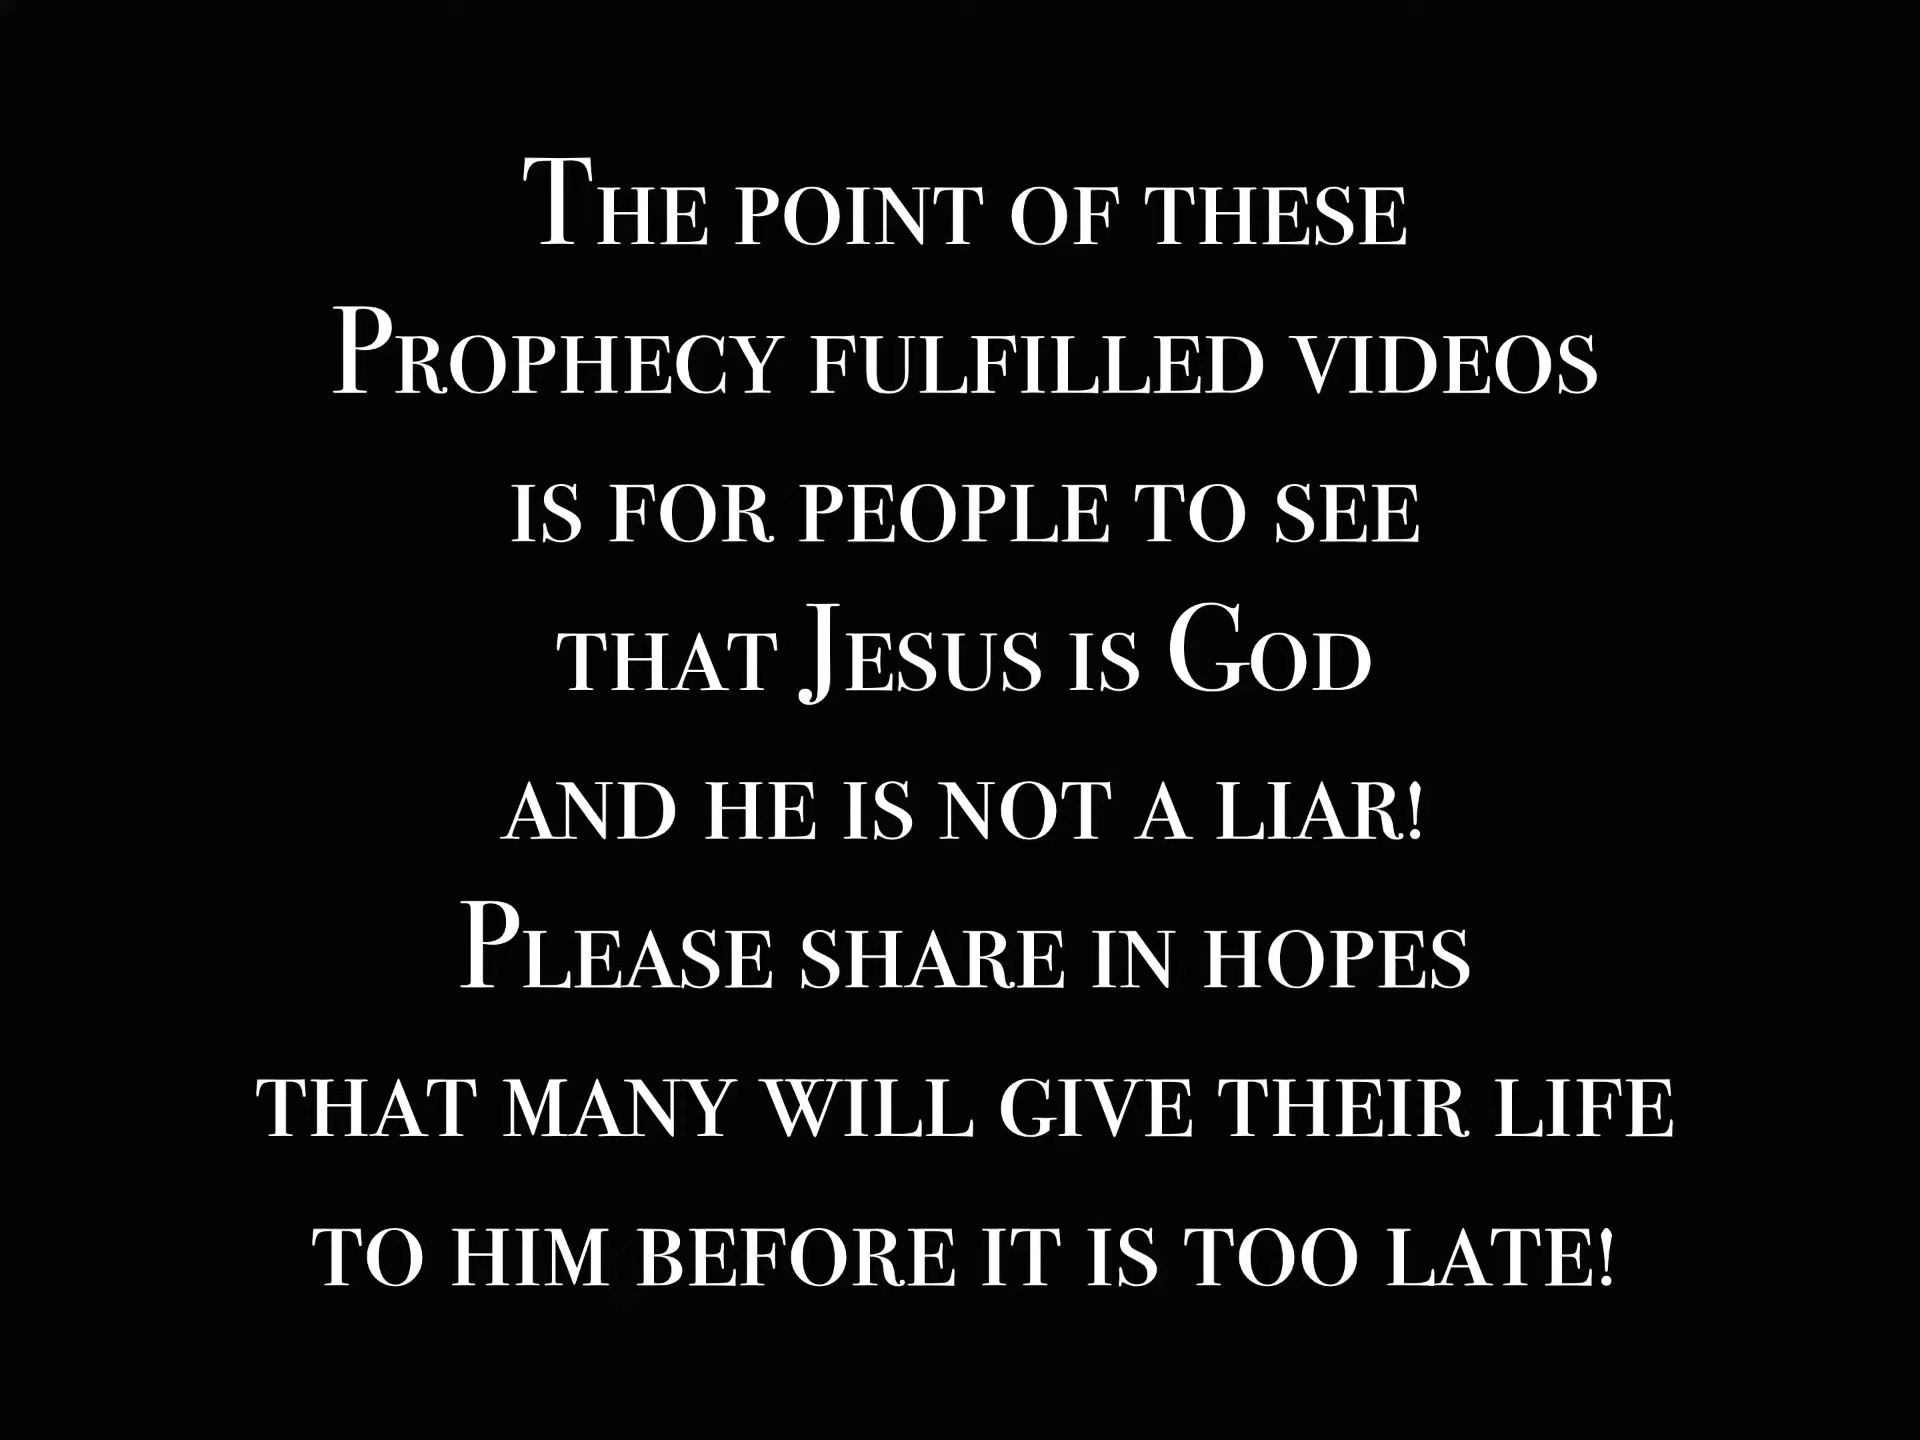 The point of these
Prophecy fulfilled videos
is for people to see
that Jesus is God
and he is not a liar!
Please share in hopes
that many will give their life
to him before it is too late!